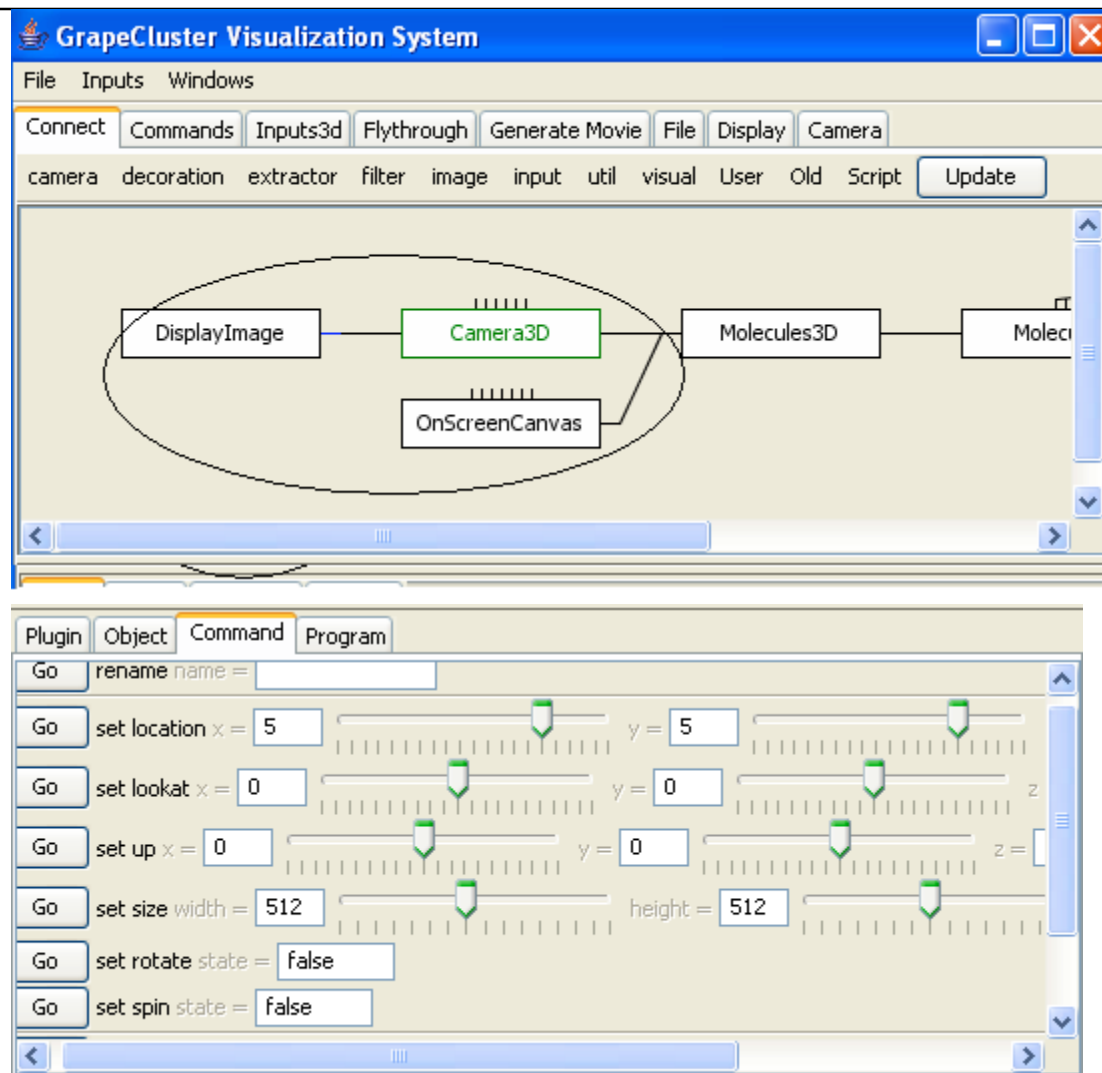 GrapeCluster Visualization System
File Inputs Windows
Connect Commands Inputs3d Flythrough Generate Movie File Display Camera
camera decoration extractor filter image input util visual User Old Script Update
DisplayImage Camera3D Molecules3D Molecu
OnScreenCanvas
Plugin Object Command Program
Go rename name =
Go set location x = 5 y = 5
Go set lookat x = 0 y = 0 z
Go set up x = 0 y = 0 z =
Go set size width = 512 height = 512
Go set rotate state = false
Go set spin state = false